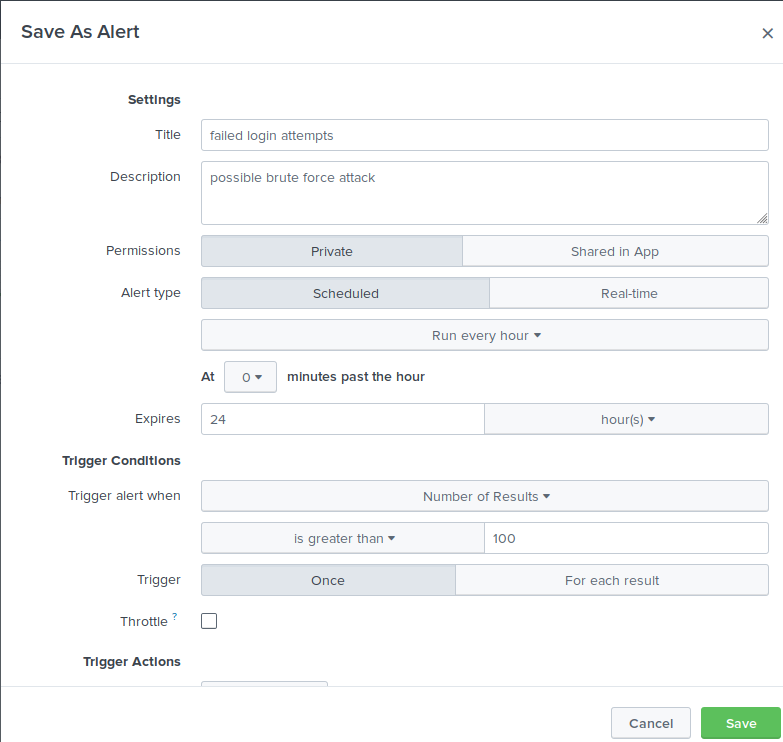 Save As Alert ×
Settings
Title failed login attempts
Description possible brute force attack
Permissions Private Shared in App
Alert type Scheduled Real-time
Run every hour
At 0 minutes past the hour
Expires 24 hour(s)
Trigger Conditions
Trigger alert when Number of Results
is greater than 100
Trigger Once For each result
Throttle ?
Trigger Actions
Cancel Save